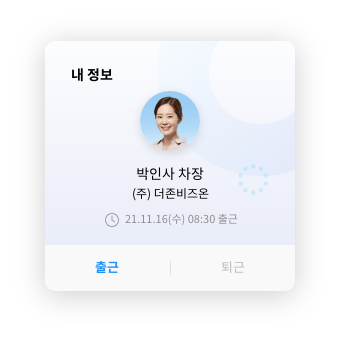 내 정보
박인사 차장
(주) 더존비즈온
21.11.16(수) 08:30 출근
출근
퇴근